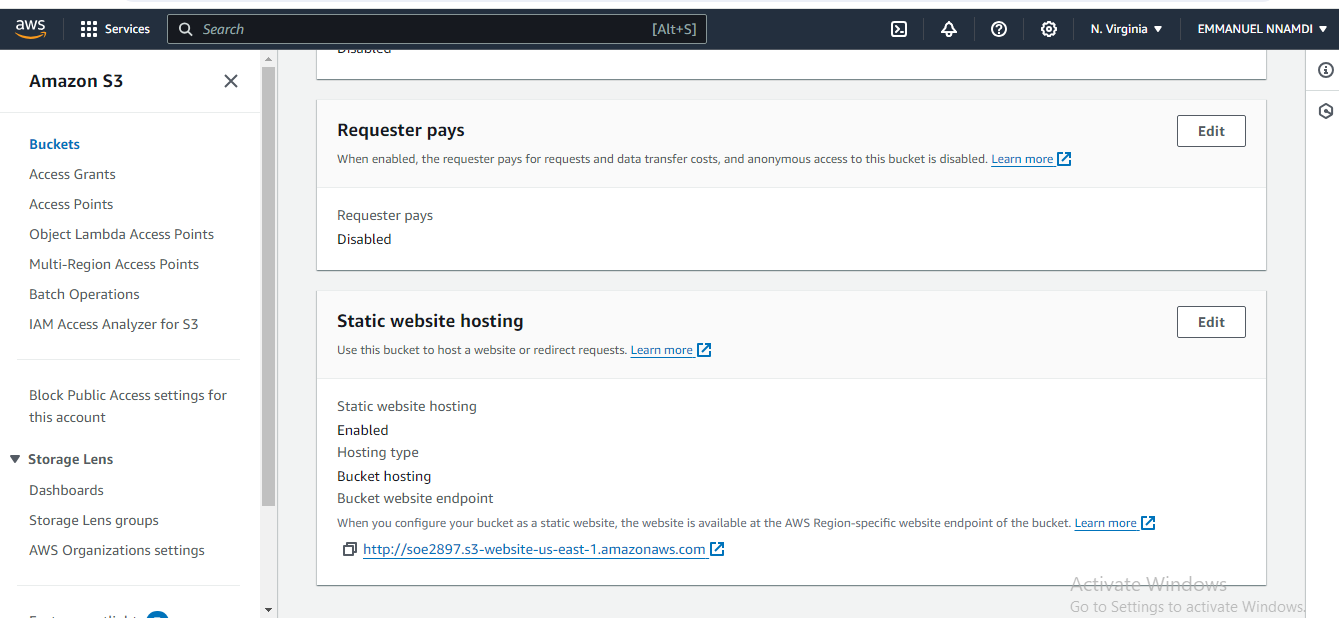 aws
Services
Search
[Alt+S]
N. Virginia
EMMANUEL NNAMDI
Amazon S3
Buckets
Access Grants
Access Points
Object Lambda Access Points
Multi-Region Access Points
Batch Operations
IAM Access Analyzer for S3
Block Public Access settings for
this account
Storage Lens
Dashboards
Storage Lens groups
AWS Organizations settings
Disabled
Requester pays
Edit
When enabled, the requester pays for requests and data transfer costs, and anonymous access to this bucket is disabled. Learn more
Requester pays
Disabled
Static website hosting
Edit
Use this bucket to host a website or redirect requests. Learn more
Static website hosting
Enabled
Hosting type
Bucket hosting
Bucket website endpoint
When you configure your bucket as a static website, the website is available at the AWS Region-specific website endpoint of the bucket. Learn more
http://soe2897.s3-website-us-east-1.amazonaws.com
Activate Windows
Go to Settings to activate Windows.